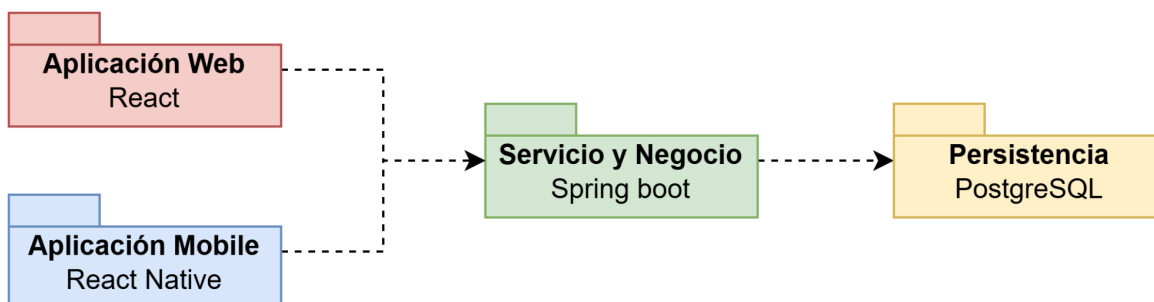 Aplicación Web
React
Aplicación Mobile
React Native
Servicio y Negocio
Spring boot
Persistencia
PostgreSQL